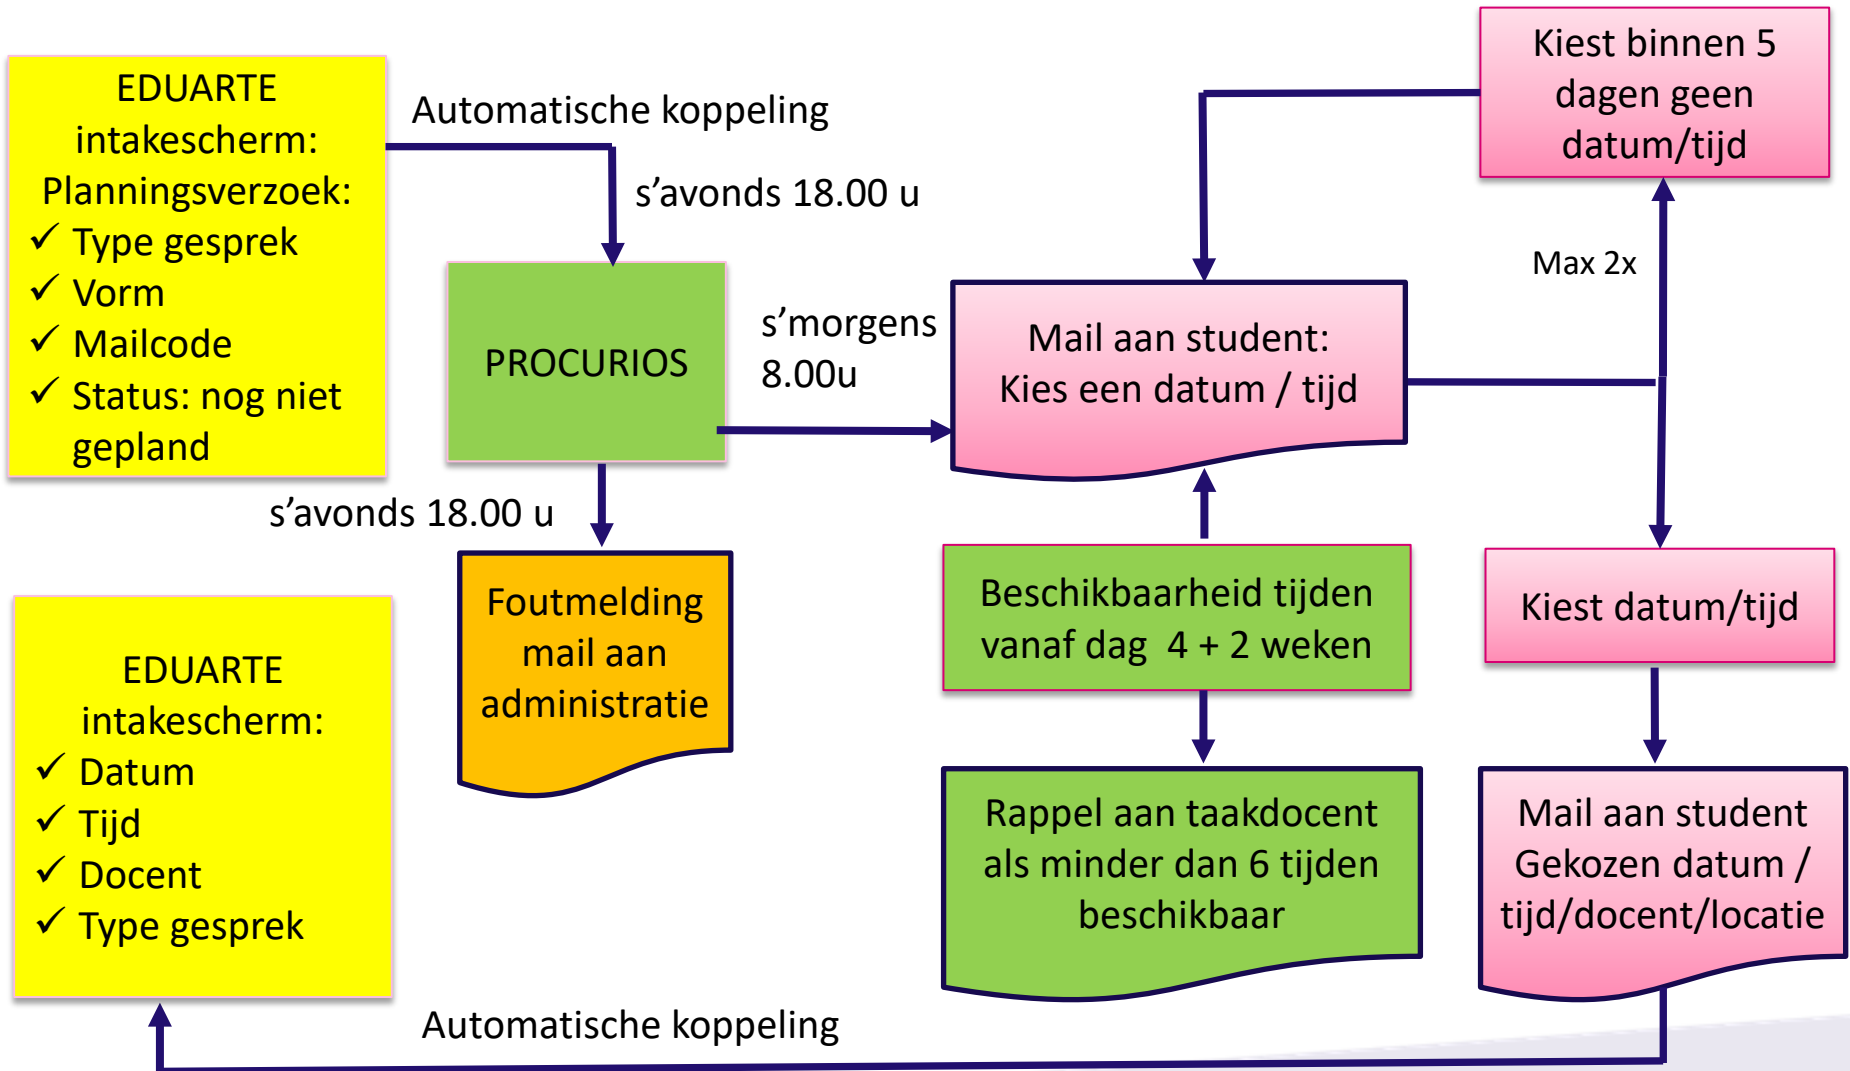 EDUARTE
intakescherm:
Planningsverzoek:
✓ Type gesprek
✓ Vorm
✓ Mailcode
✓ Status: nog niet
gepland
Automatische koppeling
s’avonds 18.00 u
PROCURIOS
s’morgens
8.00u
s’avonds 18.00 u
Foutmelding
mail aan
administratie
Mail aan student:
Kies een datum / tijd
Kiest binnen 5
dagen geen
datum/tijd
Max 2x
Beschikbaarheid tijden
vanaf dag 4 + 2 weken
Kiest datum/tijd
Rappel aan taakdocent
als minder dan 6 tijden
beschikbaar
Mail aan student
Gekozen datum /
tijd/docent/locatie
EDUARTE
intakescherm:
✓ Datum
✓ Tijd
✓ Docent
✓ Type gesprek
Automatische koppeling